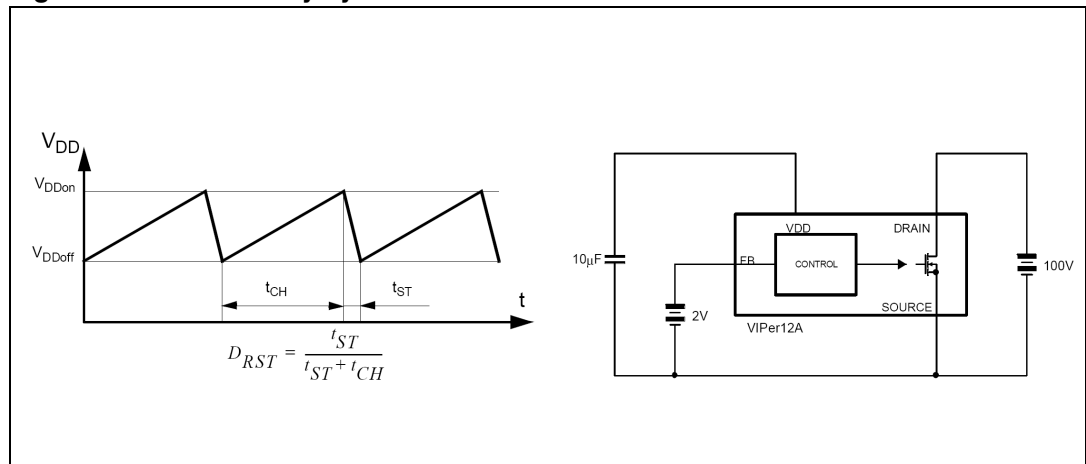 V_DD
V_DDon
V_DDoff
t_CH
t_ST
t
D_RST = t_ST / (t_ST + t_CH)
10μF
VDD
DRAIN
FB
CONTROL
100V
2V
SOURCE
VIPer12A